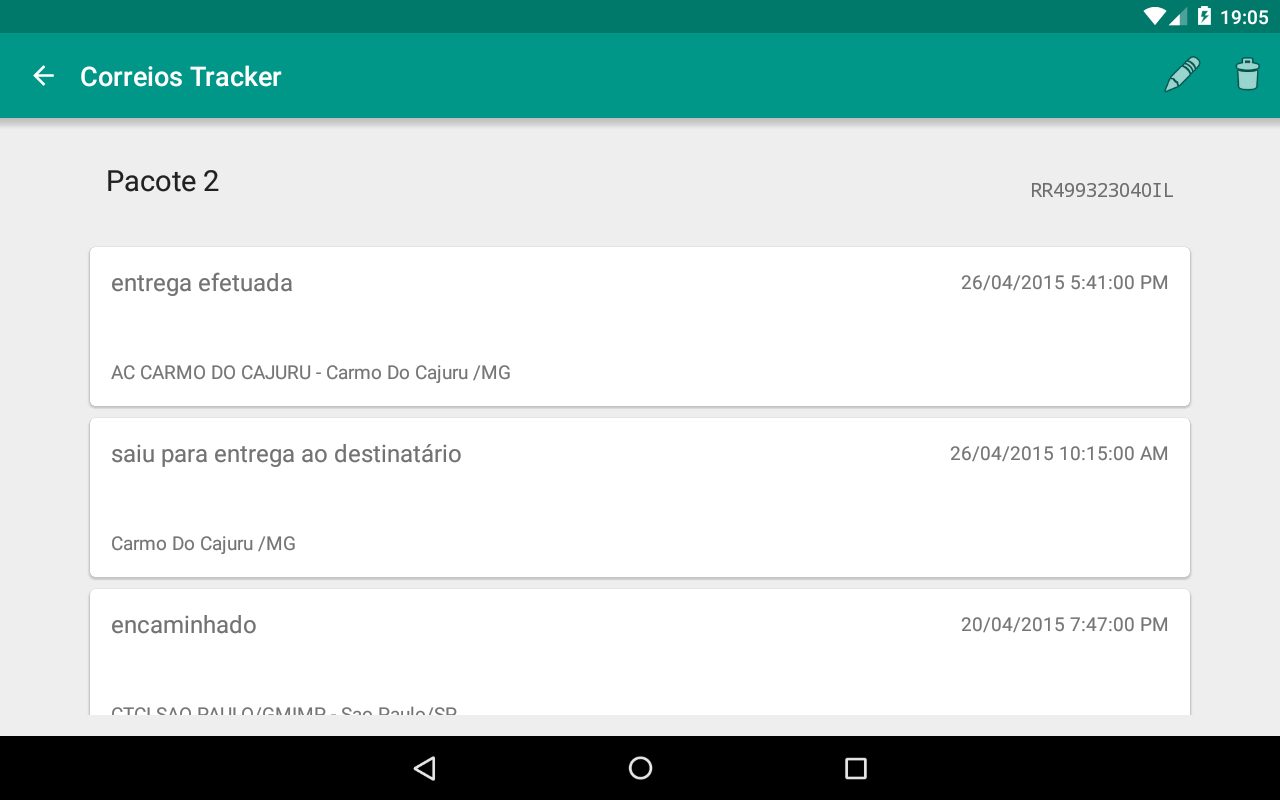 19:05
Correios Tracker
Pacote 2
RR499323040IL
entrega efetuada
26/04/2015 5:41:00 PM
AC CARMO DO CAJURU - Carmo Do Cajuru /MG
saiu para entrega ao destinatário
26/04/2015 10:15:00 AM
Carmo Do Cajuru /MG
encaminhado
20/04/2015 7:47:00 PM
CTCI SAO PAULO/GMIMP - Sao Paulo/SP